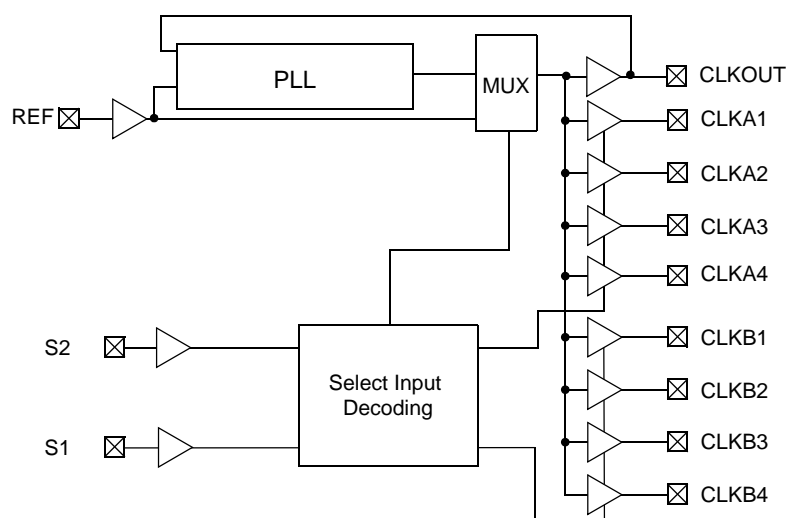 PLL
MUX
CLKOUT
REF
CLKA1
CLKA2
CLKA3
CLKA4
S2
CLKB1
Select Input
Decoding
CLKB2
S1
CLKB3
CLKB4